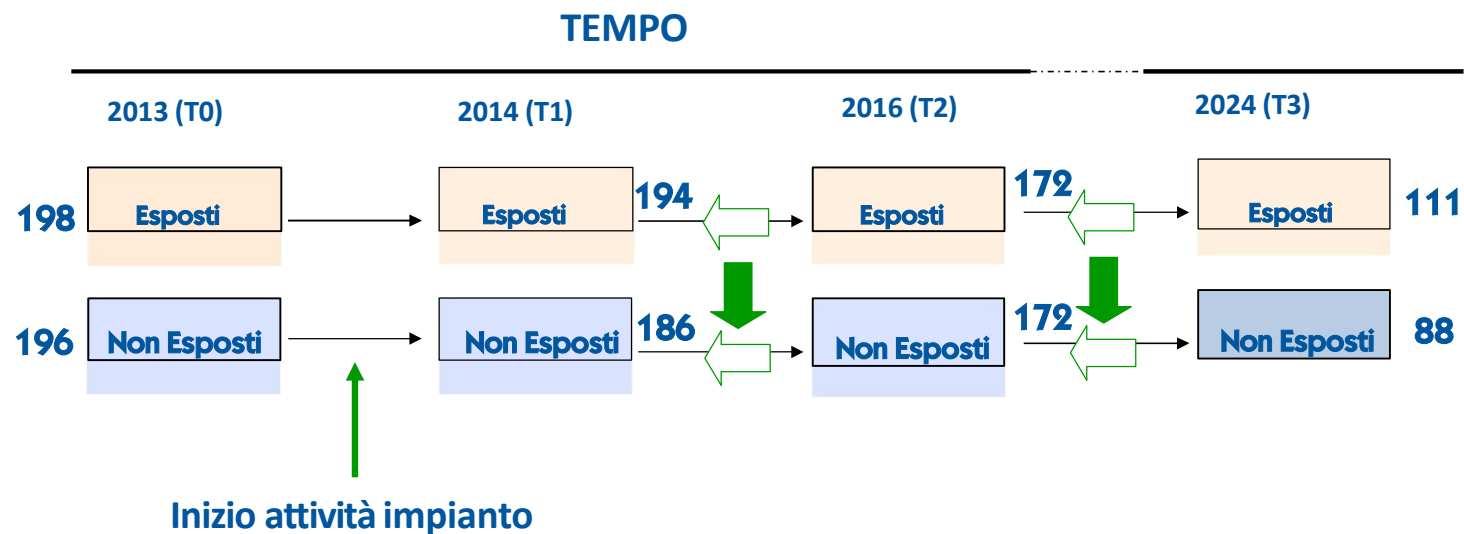 TEMPO
2013 (T0) 2014 (T1) 2016 (T2) 2024 (T3)
198 Esposti Esposti 194 Esposti 172 Esposti 111
196 Non Esposti Non Esposti 186 Non Esposti 172 Non Esposti 88
Inizio attività impianto